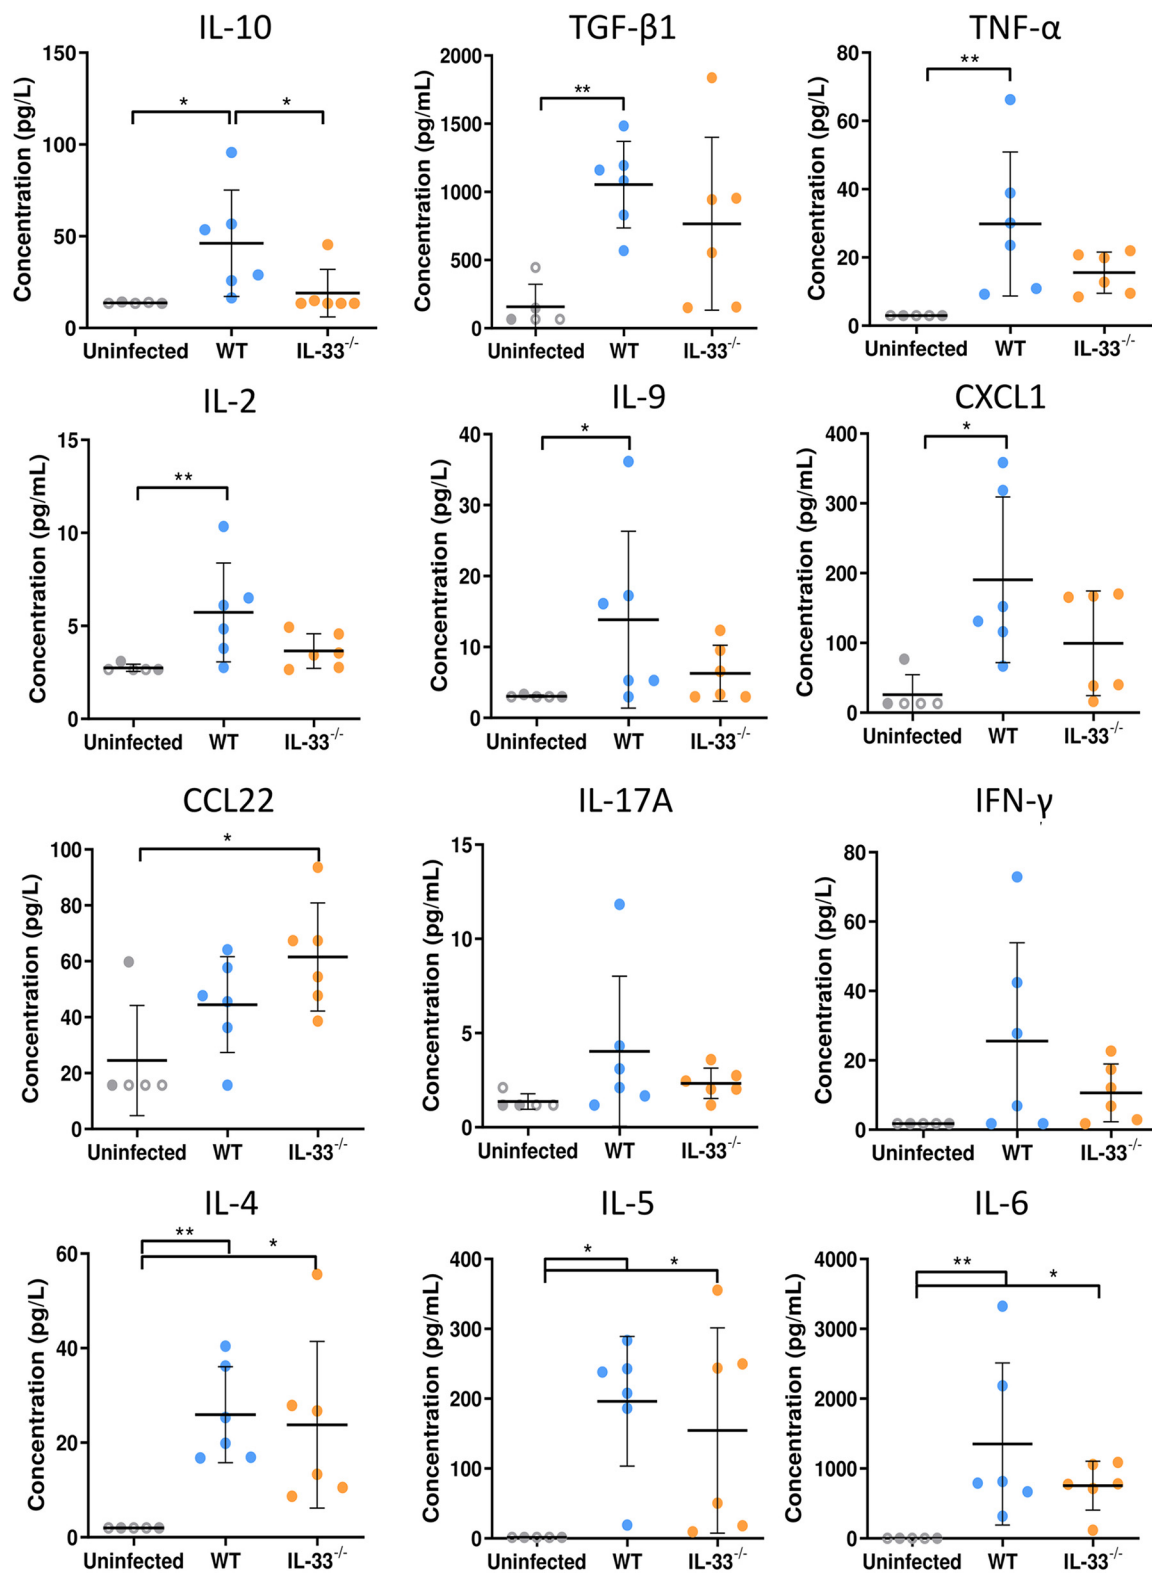 IL-10
TGF-β1
TNF-α
150
100
50
0
Concentration (pg/L)
*
*
Uninfected WT IL-33-/-
2000
1500
1000
500
0
Concentration (pg/mL)
**
Uninfected WT IL-33-/-
80
60
40
20
0
Concentration (pg/L)
**
Uninfected WT IL-33-/-
IL-2
IL-9
CXCL1
15
10
5
0
Concentration (pg/mL)
**
Uninfected WT IL-33-/-
40
30
20
10
0
Concentration (pg/L)
*
Uninfected WT IL-33-/-
400
300
200
100
0
Concentration (pg/mL)
*
Uninfected WT IL-33-/-
CCL22
IL-17A
IFN-γ
100
80
60
40
20
0
Concentration (pg/L)
*
Uninfected WT IL-33-/-
15
10
5
0
Concentration (pg/mL)
Uninfected WT IL-33-/-
80
60
40
20
0
Concentration (pg/L)
Uninfected WT IL-33-/-
IL-4
IL-5
IL-6
60
40
20
0
Concentration (pg/L)
**
*
Uninfected WT IL-33-/-
400
300
200
100
0
Concentration (pg/mL)
*
*
Uninfected WT IL-33-/-
4000
3000
2000
1000
0
Concentration (pg/mL)
**
*
Uninfected WT IL-33-/-